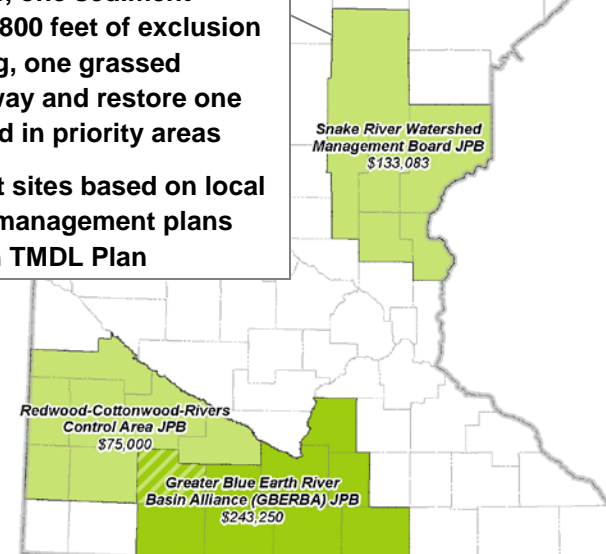 800 feet of exclusion
, one grassed
way and restore one
in priority areas
sites based on local
management plans
TMDL Plan
Snake River Watershed
Management Board JPB
$133,083
Redwood-Cottonwood-Rivers
Control Area JPB
$75,000
Greater Blue Earth River
Basin Alliance (GBERBA) JPB
$243,250